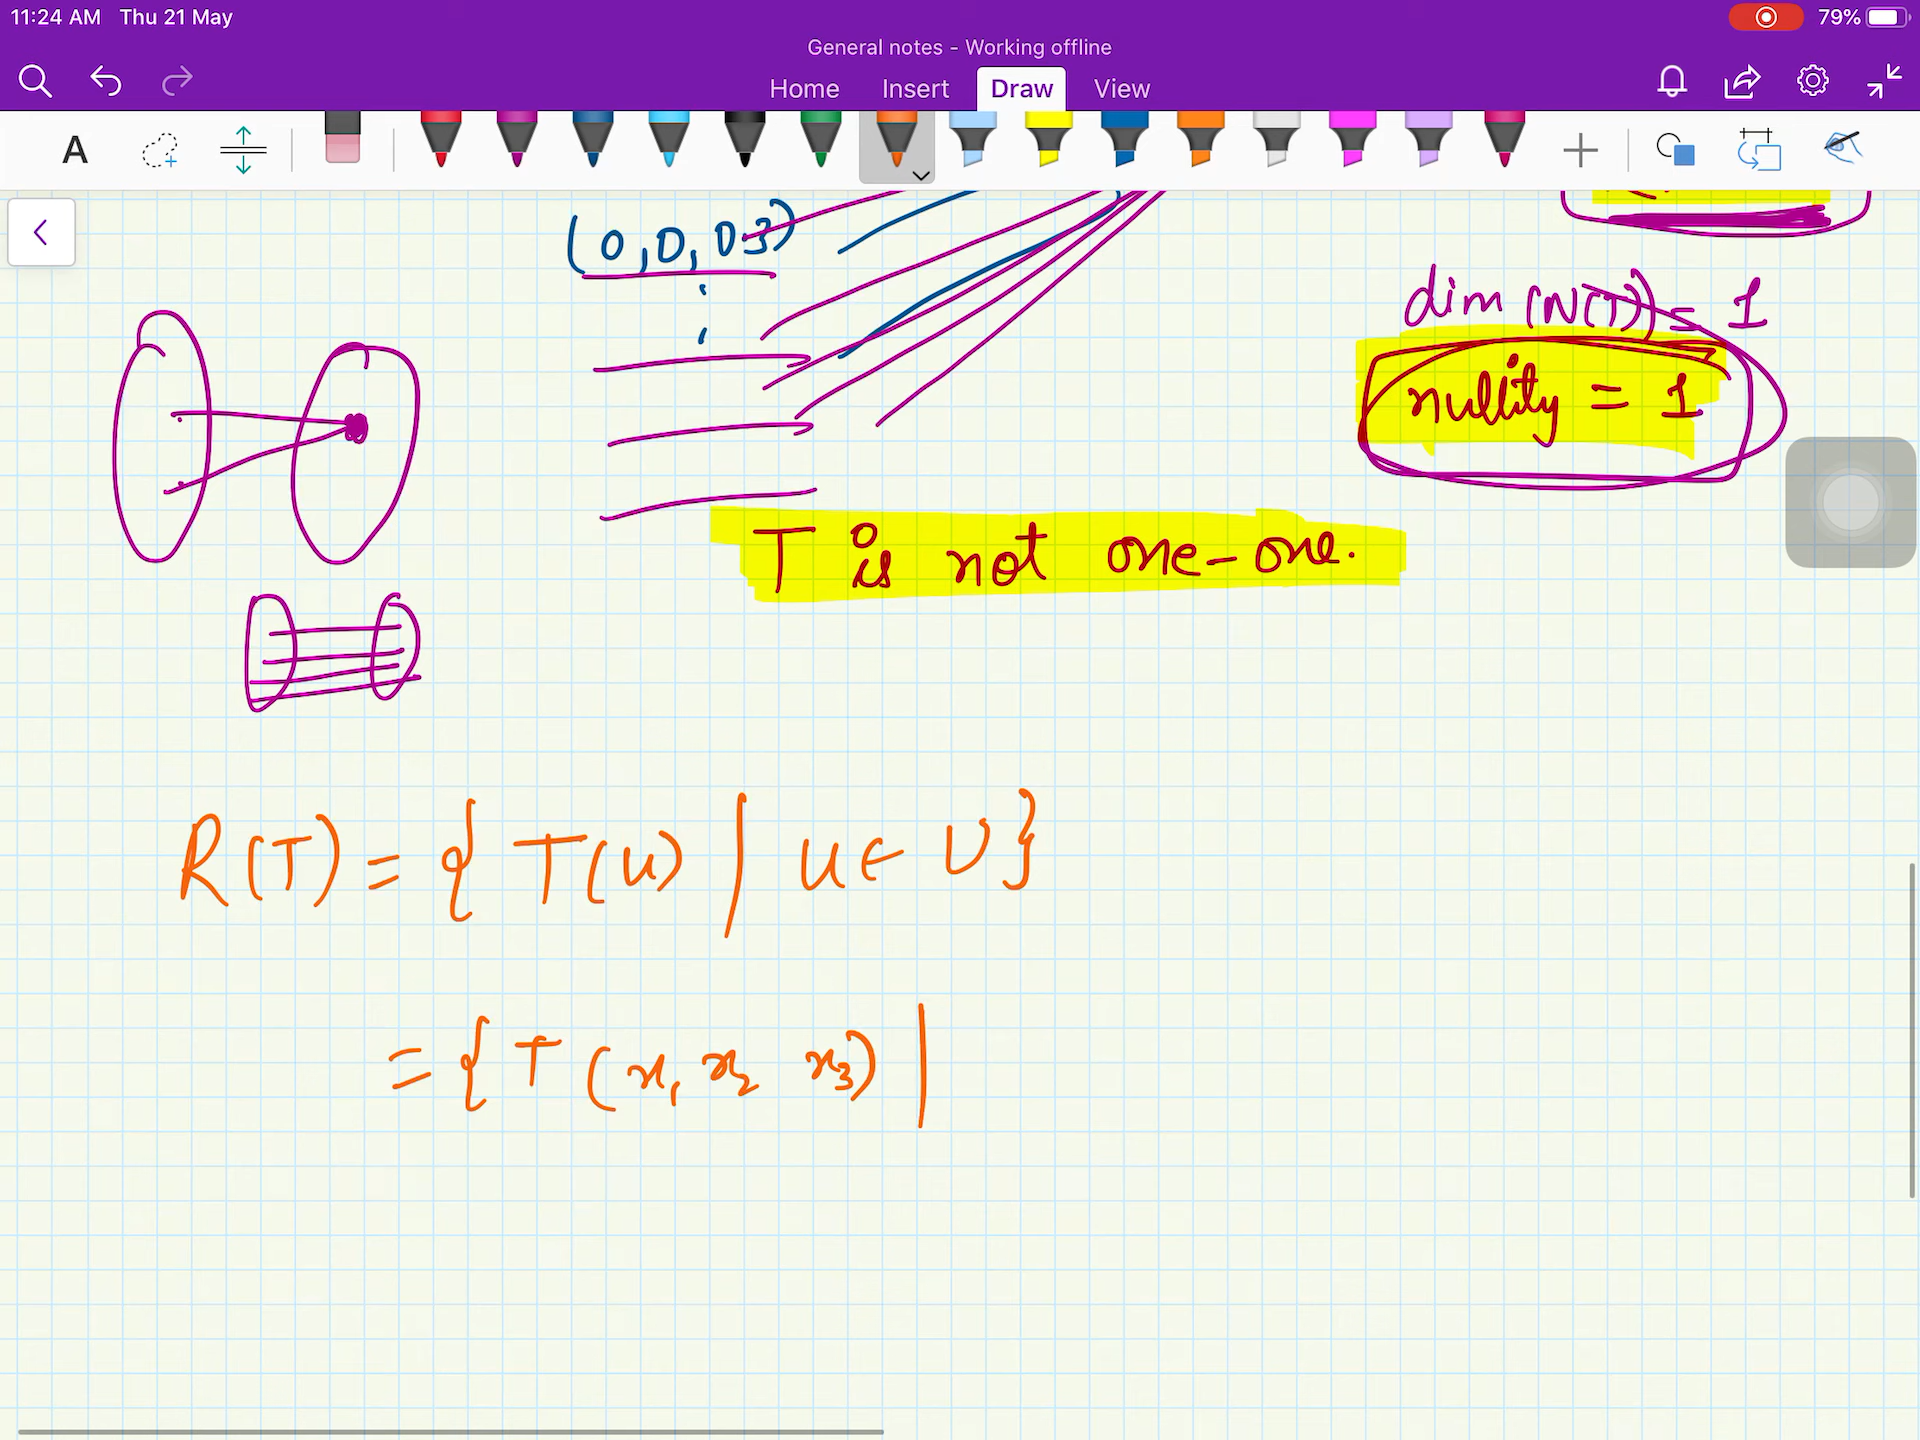 11:24 AM Thu 21 May
79%
General notes - Working offline
Home Insert Draw View
A
(0,0,03)
dim (N(T)) = 1
nullity = 1
T is not one-one.
R(T) = { T(u) | u ∈ U}
= { T (x₁ x₂ x₃) |